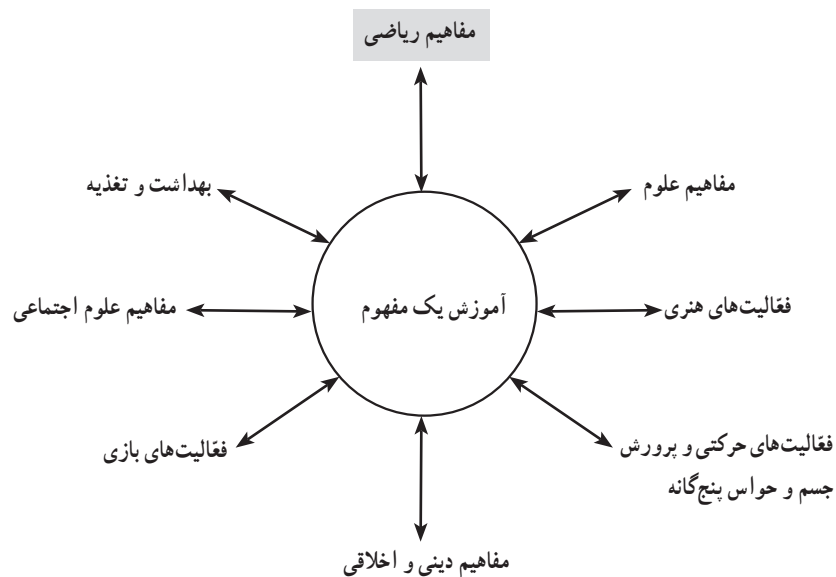 مفاهیم ریاضی
مفاهیم علوم
بهداشت و تغذیه
فعّالیت‌های هنری
آموزش یک مفهوم
مفاهیم علوم اجتماعی
فعّالیت‌های حرکتی و پرورش
جسم و حواس پنج‌گانه
فعّالیت‌های بازی
مفاهیم دینی و اخلاقی